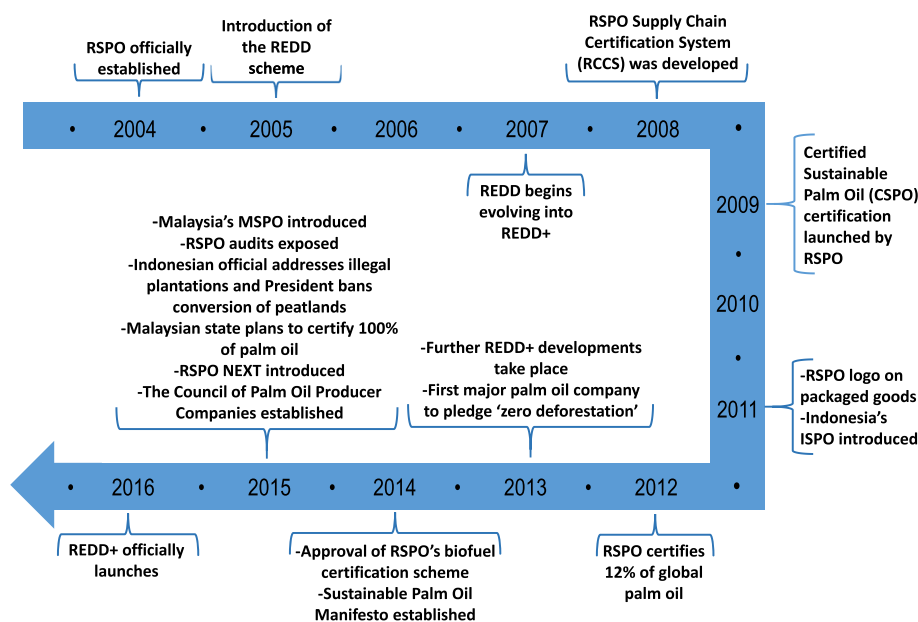 RSPO officially
established
Introduction of
the REDD
scheme
RSPO Supply Chain
Certification System
(RCCS) was developed
2004
2005
2006
2007
2008
REDD begins
evolving into
REDD+
2009
Certified
Sustainable
Palm Oil (CSPO)
certification
launched by
RSPO
2010
2011
-RSPO logo on
packaged goods
-Indonesia's
ISPO introduced
-Malaysia's MSPO introduced
-RSPO audits exposed
-Indonesian official addresses illegal
plantations and President bans
conversion of peatlands
-Malaysian state plans to certify 100%
of palm oil
-RSPO NEXT introduced
-The Council of Palm Oil Producer
Companies established
-Further REDD+ developments
take place
-First major palm oil company
to pledge 'zero deforestation'
2016
2015
2014
2013
2012
REDD+ officially
launches
-Approval of RSPO's biofuel
certification scheme
-Sustainable Palm Oil
Manifesto established
RSPO certifies
12% of global
palm oil